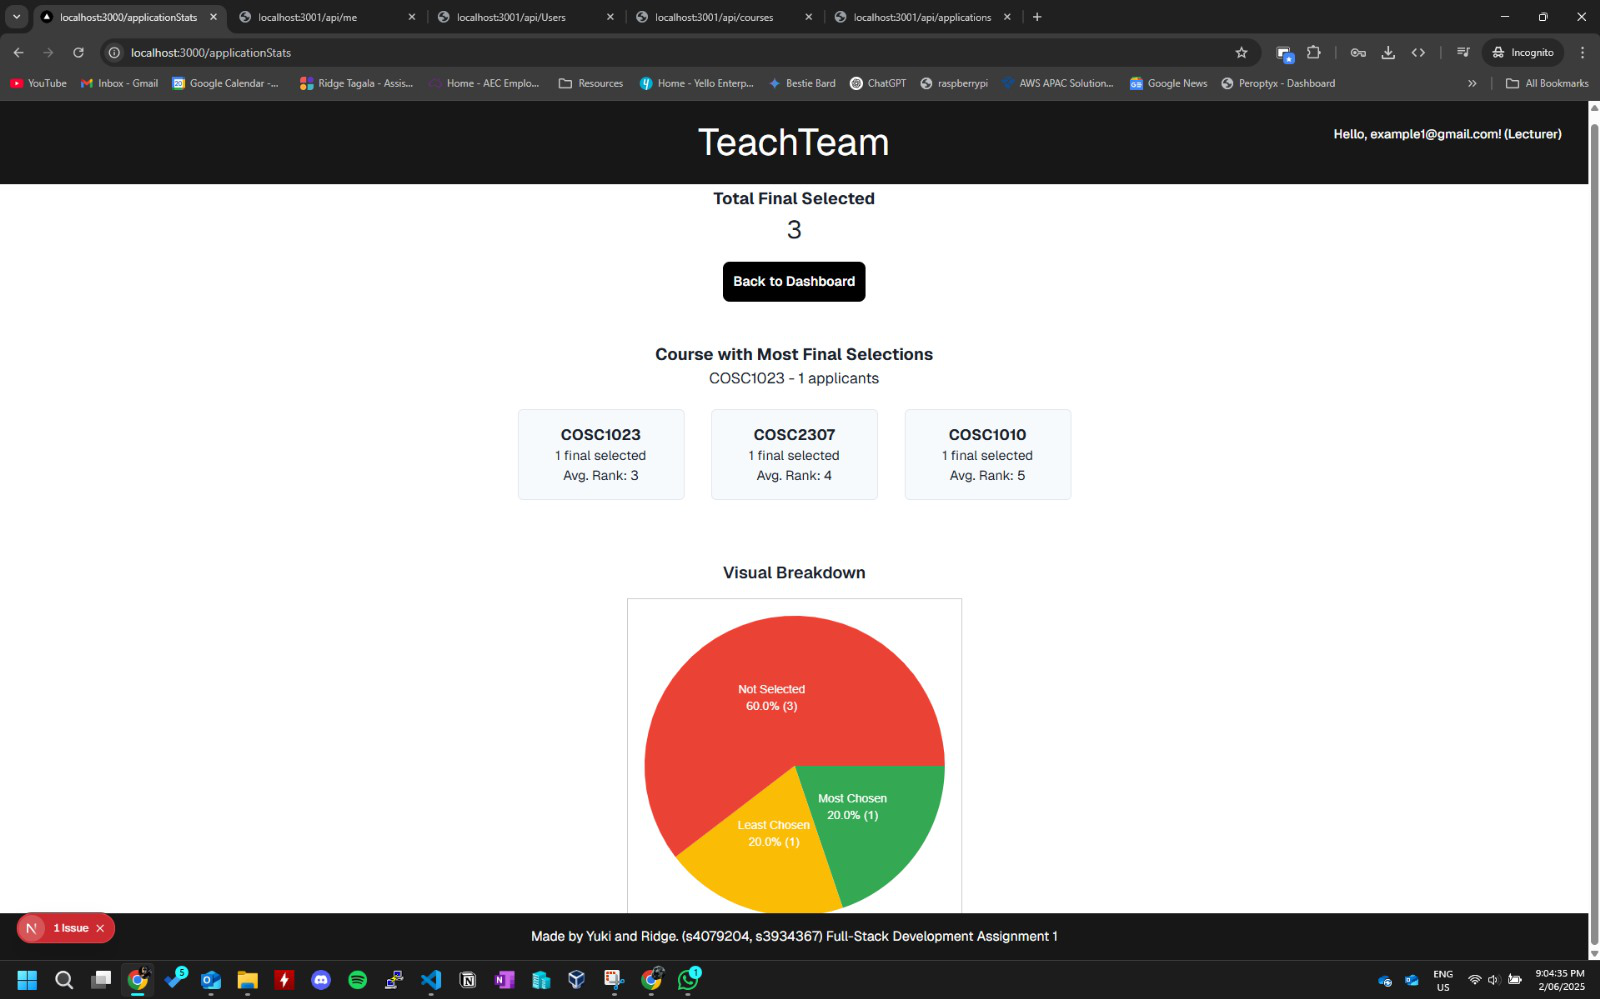 localhost:3000/applicationStats
localhost:3001/api/me
localhost:3001/api/Users
localhost:3001/api/courses
localhost:3001/api/applications
localhost:3000/applicationStats
Incognito
YouTube
Inbox - Gmail
Google Calendar -...
Ridge Tagala - Assis...
Home - AEC Emplo...
Resources
Home - Yello Enterp...
Bestie Bard
ChatGPT
raspberrypi
AWS APAC Solution...
Google News
Peroptyx - Dashboard
All Bookmarks
TeachTeam
Hello, example1@gmail.com! (Lecturer)
Total Final Selected
3
Back to Dashboard
Course with Most Final Selections
COSC1023 - 1 applicants
COSC1023
1 final selected
Avg. Rank: 3
COSC2307
1 final selected
Avg. Rank: 4
COSC1010
1 final selected
Avg. Rank: 5
Visual Breakdown
Not Selected
60.0% (3)
Most Chosen
20.0% (1)
Least Chosen
20.0% (1)
N 1 Issue
Made by Yuki and Ridge. (s4079204, s3934367) Full-Stack Development Assignment 1
5
1
ENG
US
9:04:35 PM
2/06/2025